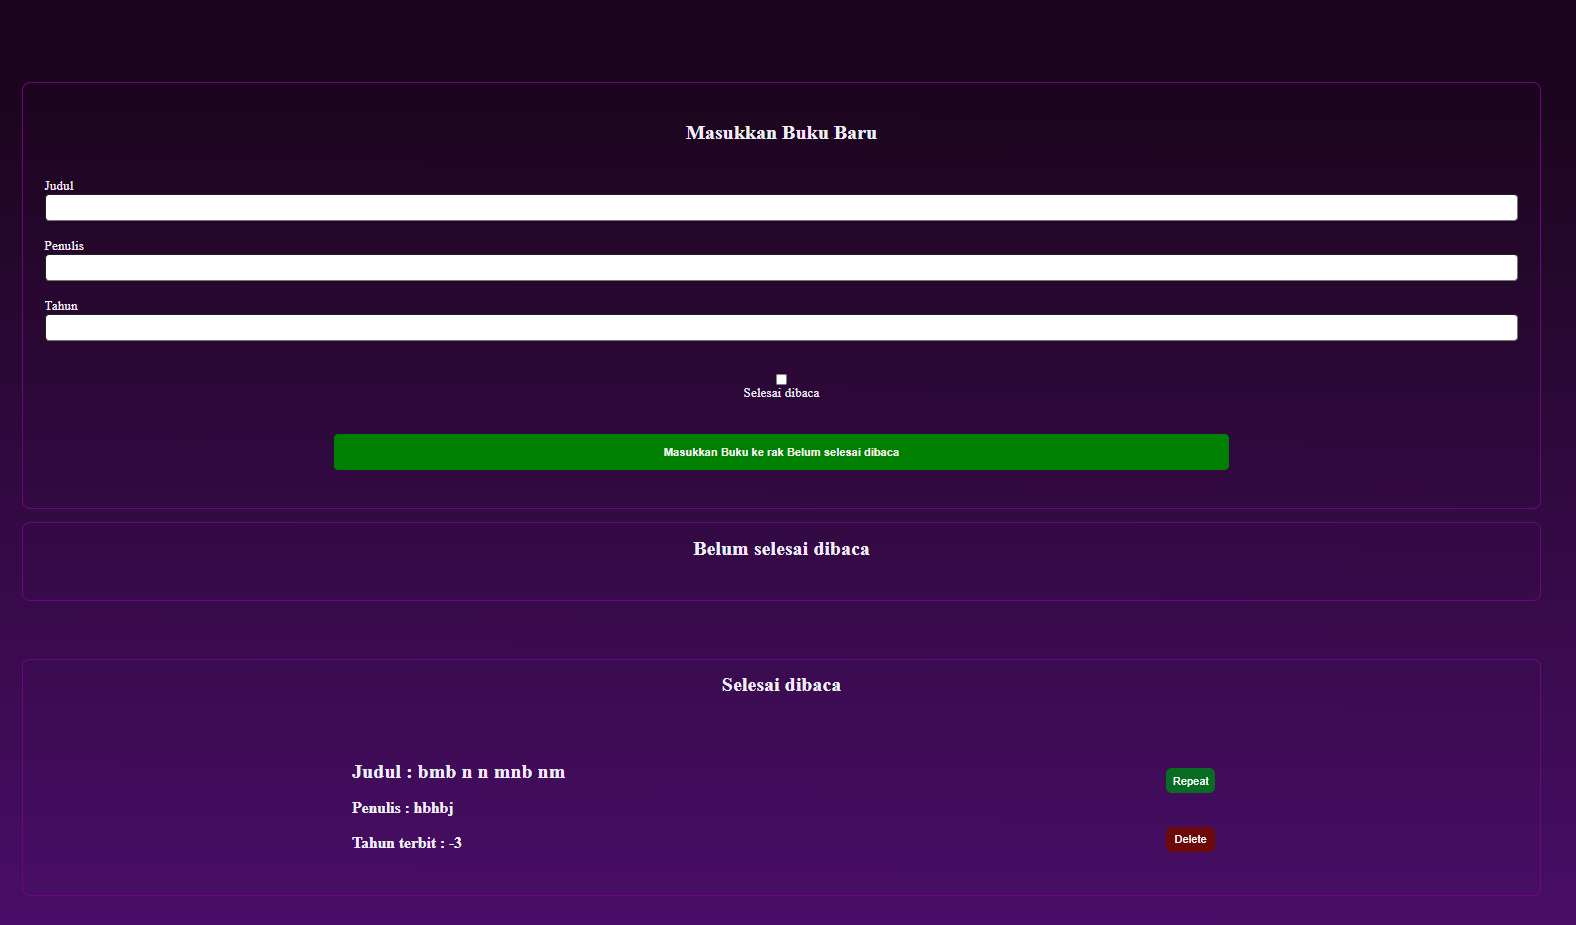 Masukkan Buku Baru
Judul
Penulis
Tahun
Selesai dibaca
Masukkan Buku ke rak Belum selesai dibaca
Belum selesai dibaca
Selesai dibaca
Judul : bmb n n mnb nm
Repeat
Penulis : hbhbj
Tahun terbit : -3
Delete